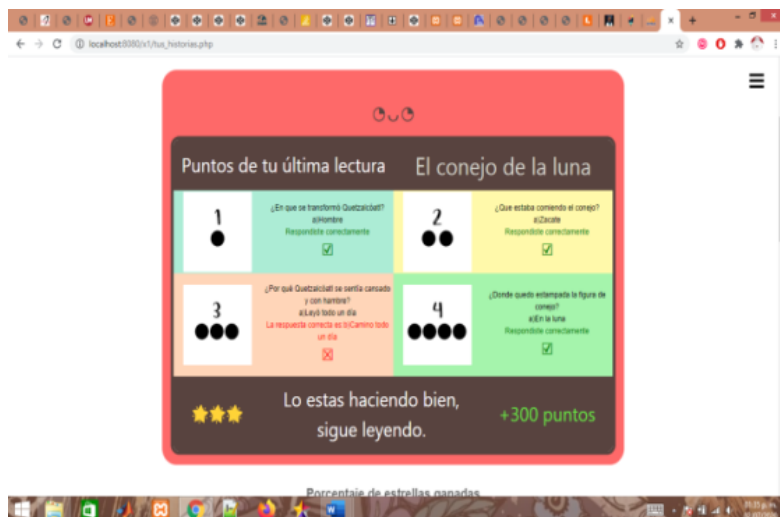 localhost:8080/x1/tus_historias.php
Puntos de tu última lectura
El conejo de la luna
1
¿En que se transformó Quetzalcóatl?
a)Hombre
Respondiste correctamente
2
¿Que estaba comiendo el conejo?
a)Zacate
Respondiste correctamente
3
¿Por qué Quetzalcóatl se sentía cansado
y con hambre?
a)Leyó todo un día
La respuesta correcta es b)Camino todo
un día
4
¿Donde quedo estampada la figura de
conejo?
a)En la luna
Respondiste correctamente
Lo estas haciendo bien,
sigue leyendo.
+300 puntos
Porcentaje de estrellas ganadas